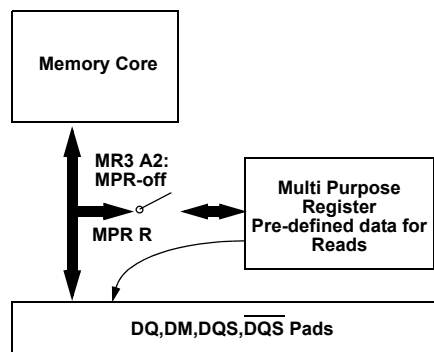 Memory Core
MR3 A2:
MPR-off
MPR R
Multi Purpose
Register
Pre-defined data for
Reads
DQ,DM,DQS,D̅Q̅S̅ Pads